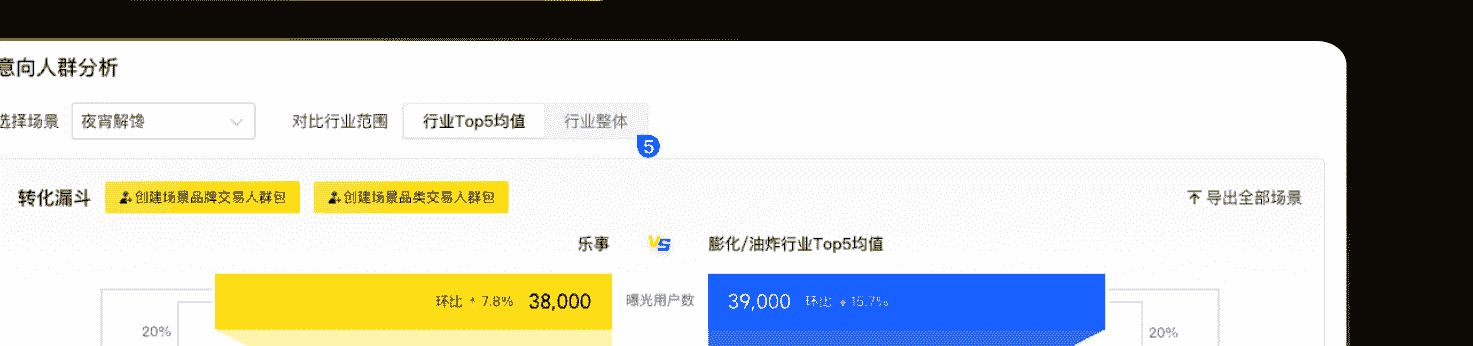 意向人群分析
选择场景 夜宵解馋 对比行业范围 行业Top5均值 行业整体
5
转化漏斗 创建场景品牌交易人群包 创建场景品类交易人群包 导出全部场景
乐事 VS 膨化/油炸行业Top5均值
环比 7.8% 38,000 曝光用户数 39,000 环比 15.7%
20% 20%